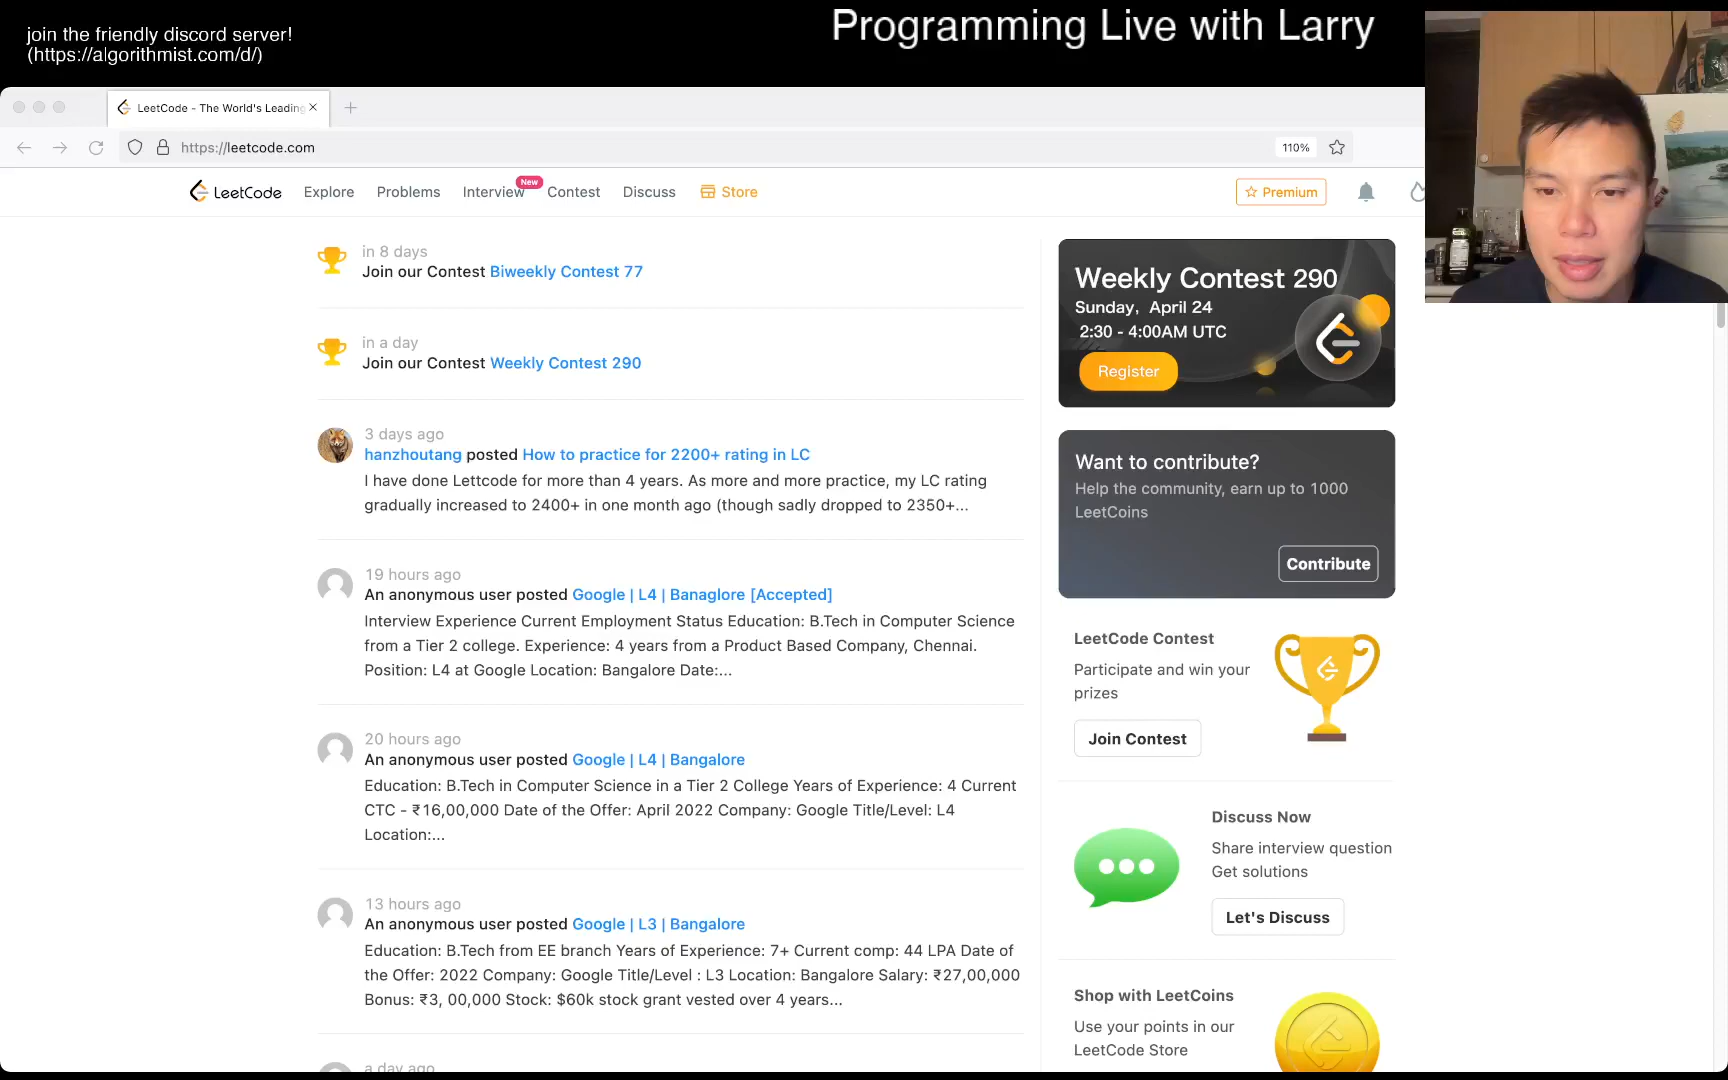 join the friendly discord server!
(https://algorithmist.com/d/)
Programming Live with Larry
LeetCode - The World's Leading
https://leetcode.com
110%
LeetCode
Explore
Problems
Interview
New
Contest
Discuss
Store
Premium
in 8 days
Join our Contest Biweekly Contest 77
in a day
Join our Contest Weekly Contest 290
3 days ago
hanzhoutang posted How to practice for 2200+ rating in LC
I have done Lettcode for more than 4 years. As more and more practice, my LC rating
gradually increased to 2400+ in one month ago (though sadly dropped to 2350+...
19 hours ago
An anonymous user posted Google | L4 | Banaglore [Accepted]
Interview Experience Current Employment Status Education: B.Tech in Computer Science
from a Tier 2 college. Experience: 4 years from a Product Based Company, Chennai.
Position: L4 at Google Location: Bangalore Date:...
20 hours ago
An anonymous user posted Google | L4 | Bangalore
Education: B.Tech in Computer Science in a Tier 2 College Years of Experience: 4 Current
CTC - ₹16,00,000 Date of the Offer: April 2022 Company: Google Title/Level: L4
Location:...
13 hours ago
An anonymous user posted Google | L3 | Bangalore
Education: B.Tech from EE branch Years of Experience: 7+ Current comp: 44 LPA Date of
the Offer: 2022 Company: Google Title/Level : L3 Location: Bangalore Salary: ₹27,00,000
Bonus: ₹3, 00,000 Stock: $60k stock grant vested over 4 years...
a day ago
Weekly Contest 290
Sunday, April 24
2:30 - 4:00AM UTC
Register
Want to contribute?
Help the community, earn up to 1000
LeetCoins
Contribute
LeetCode Contest
Participate and win your
prizes
Join Contest
Discuss Now
Share interview question
Get solutions
Let's Discuss
Shop with LeetCoins
Use your points in our
LeetCode Store